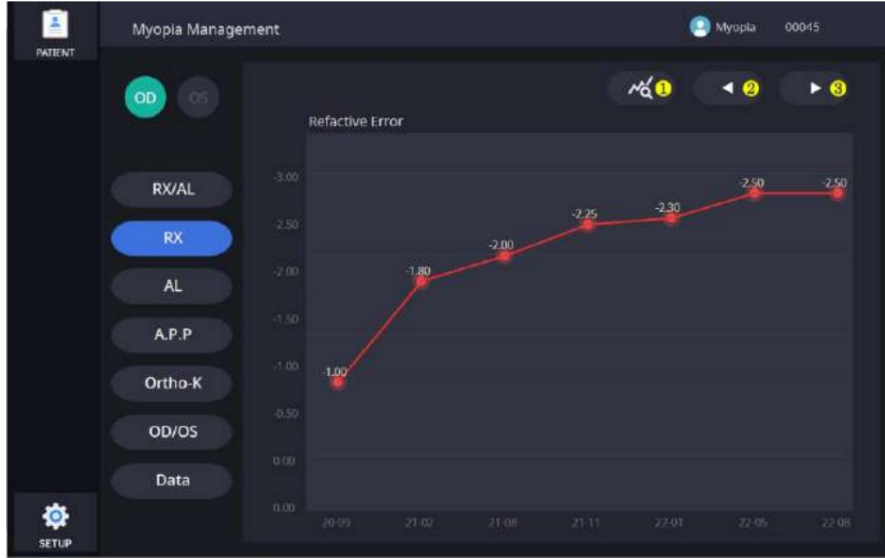 PATIENT
Myopia Management
Myopia 00045
OD OS
1 2 3
Refactive Error
RX/AL
RX
AL
A.P.P
Ortho-K
OD/OS
Data
SETUP
-3.00
-2.50
-2.00
-1.50
-1.00
-0.50
0.00
0.00
-1.00
-1.80
-2.00
-2.25
-2.30
-2.50
-2.50
20-09 21-02 21-08 21-11 22-01 22-05 22-08